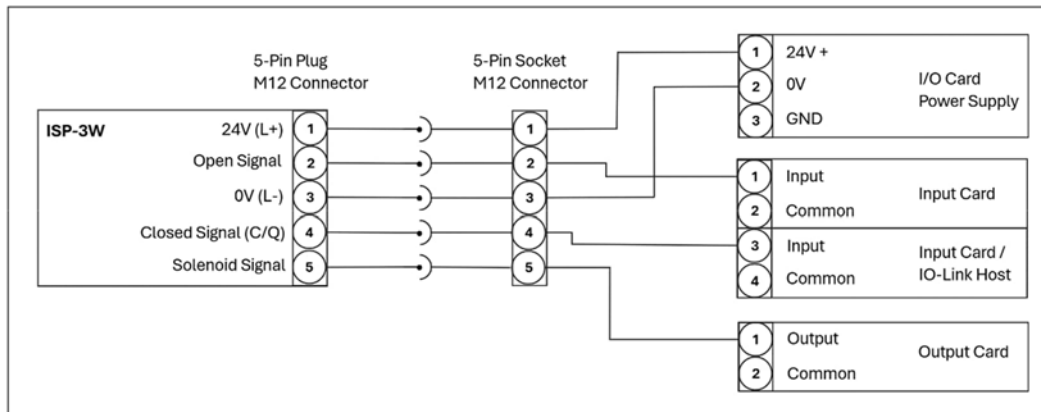 5-Pin Plug
M12 Connector
5-Pin Socket
M12 Connector
ISP-3W
24V (L+) 1
Open Signal 2
0V (L-) 3
Closed Signal (C/Q) 4
Solenoid Signal 5
1
2
3
4
5
1 24V +
2 0V
3 GND
I/O Card
Power Supply
1 Input
2 Common
Input Card
3 Input
4 Common
Input Card /
IO-Link Host
1 Output
2 Common
Output Card